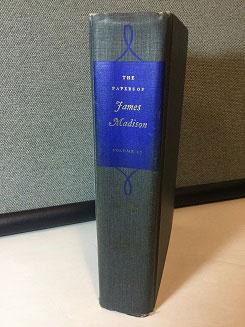 THE
PAPERS OF
James
Madison
VOLUME